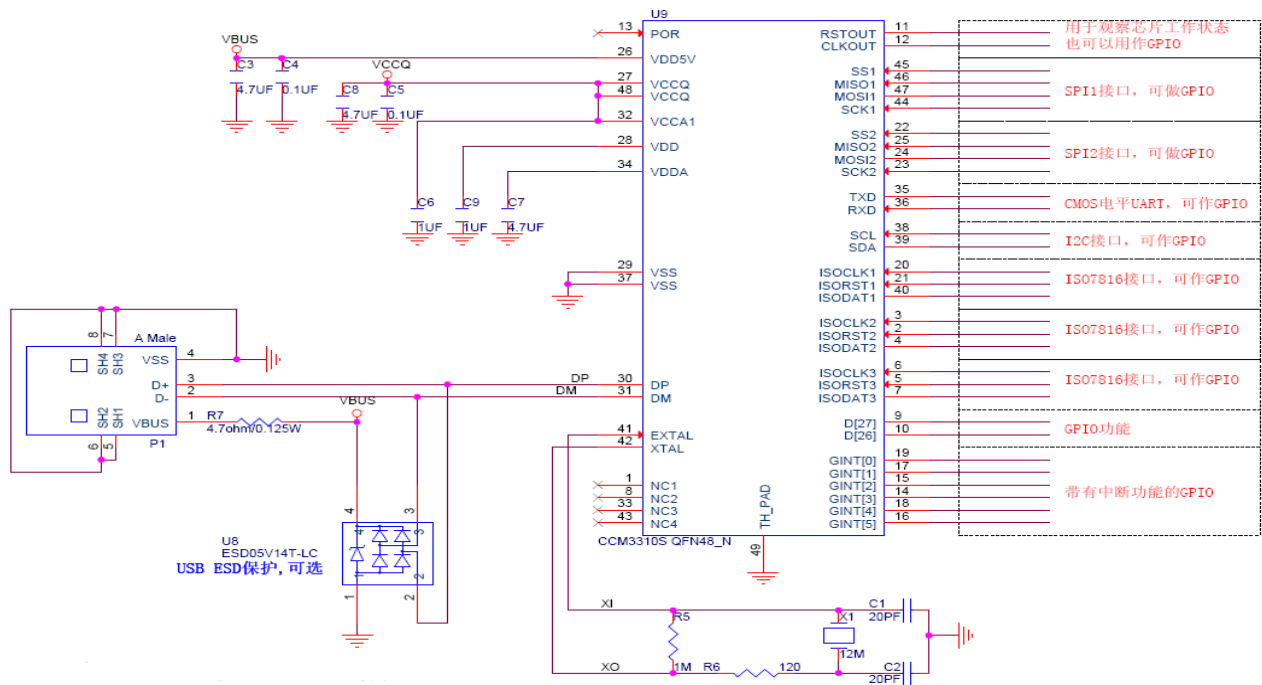 U9
VBUS
C3
4.7UF
C4
0.1UF
VCCQ
C8
4.7UF
C5
0.1UF
C6
1UF
C9
1UF
C7
4.7UF
13 POR
26 VDD5V
27 VCCQ
48 VCCQ
32 VCCA1
28 VDD
34 VDDA
29 VSS
37 VSS
DP 30 DP
DM 31 DM
41 EXTAL
42 XTAL
1 NC1
8 NC2
33 NC3
43 NC4
CCM3310S QFN48_N
TH_PAD
49
RSTOUT 11
CLKOUT 12
用于观察芯片工作状态
也可以用作GPIO
SS1 45
MISO1 46
MOSI1 47
SCK1 44
SPI1接口，可做GPIO
SS2 22
MISO2 25
MOSI2 24
SCK2 23
SPI2接口，可做GPIO
TXD 35
RXD 36
CMOS电平UART，可作GPIO
SCL 38
SDA 39
I2C接口，可作GPIO
ISOCLK1 20
ISORST1 21
ISODAT1 40
ISO7816接口，可作GPIO
ISOCLK2 3
ISORST2 2
ISODAT2 4
ISO7816接口，可作GPIO
ISOCLK3 6
ISORST3 5
ISODAT3 7
ISO7816接口，可作GPIO
D[27] 9
D[26] 10
GPIO功能
GINT[0] 19
GINT[1] 17
GINT[2] 15
GINT[3] 14
GINT[4] 18
GINT[5] 16
带有中断功能的GPIO
A Male
8 7
SH4 SH3
VSS 4
D+ 3
D- 2
VBUS 1
SH2 SH1
6 5
P1
R7
4.7ohm/0.125W
VBUS
4 3
4 3
U8
ESD05V14T-LC
USB ESD保护,可选
1 2
1 2
XI
XO
R5
1M
R6 120
X1
12M
C1
20PF
C2
20PF